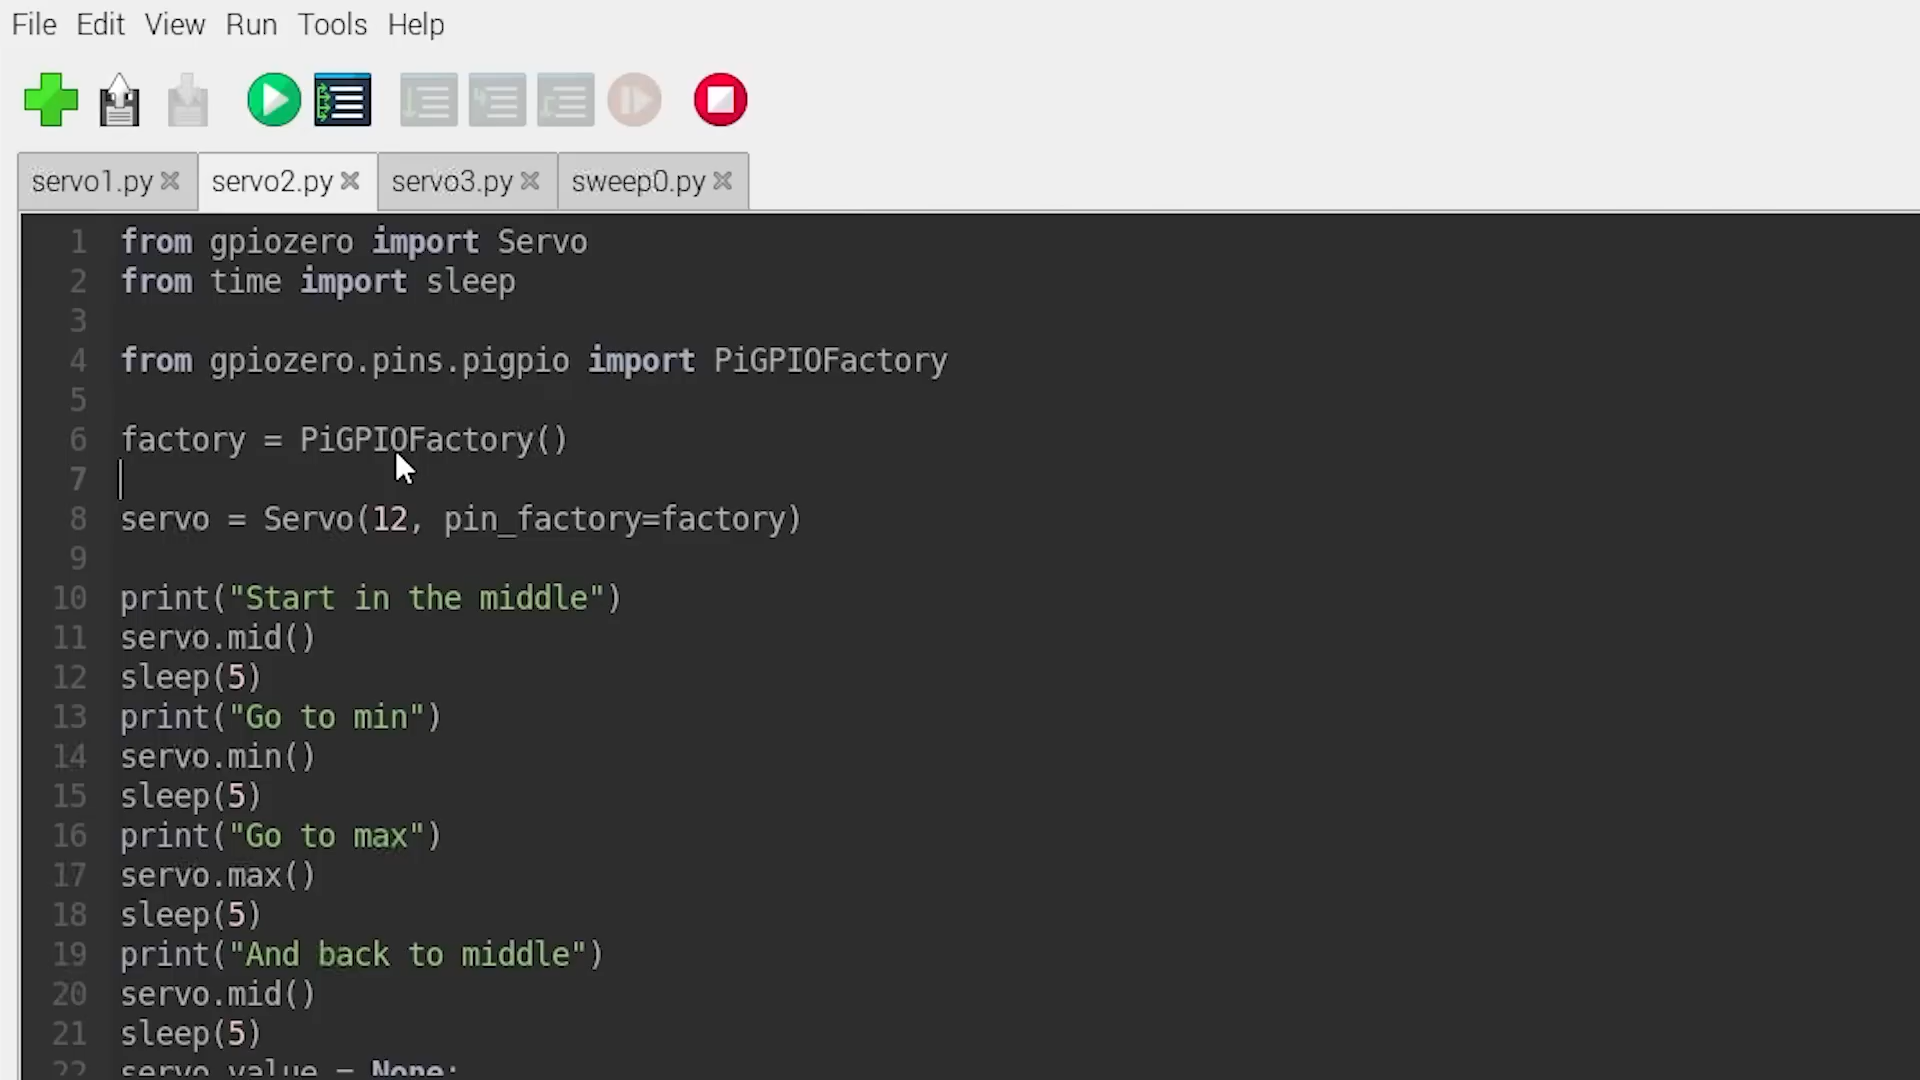 File Edit View Run Tools Help
servo1.py servo2.py servo3.py sweep0.py
1 from gpiozero import Servo
2 from time import sleep
3
4 from gpiozero.pins.pigpio import PiGPIOFactory
5
6 factory = PiGPIOFactory()
7
8 servo = Servo(12, pin_factory=factory)
9
10 print("Start in the middle")
11 servo.mid()
12 sleep(5)
13 print("Go to min")
14 servo.min()
15 sleep(5)
16 print("Go to max")
17 servo.max()
18 sleep(5)
19 print("And back to middle")
20 servo.mid()
21 sleep(5)
22 servo.value = None;